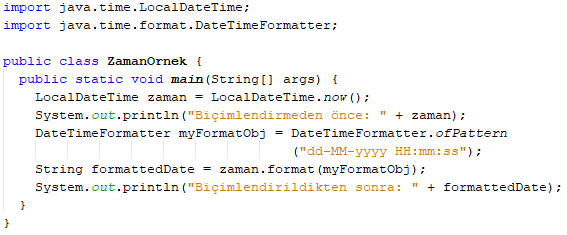 import java.time.LocalDateTime;
import java.time.format.DateTimeFormatter;
public class ZamanOrnek {
public static void main(String[] args) {
LocalDateTime zaman = LocalDateTime.now();
System.out.println("Biçimlendirmeden önce: " + zaman);
DateTimeFormatter myFormatObj = DateTimeFormatter.ofPattern
("dd-MM-yyyy HH:mm:ss");
String formattedDate = zaman.format(myFormatObj);
System.out.println("Biçimlendirildikten sonra: " + formattedDate);
}
}